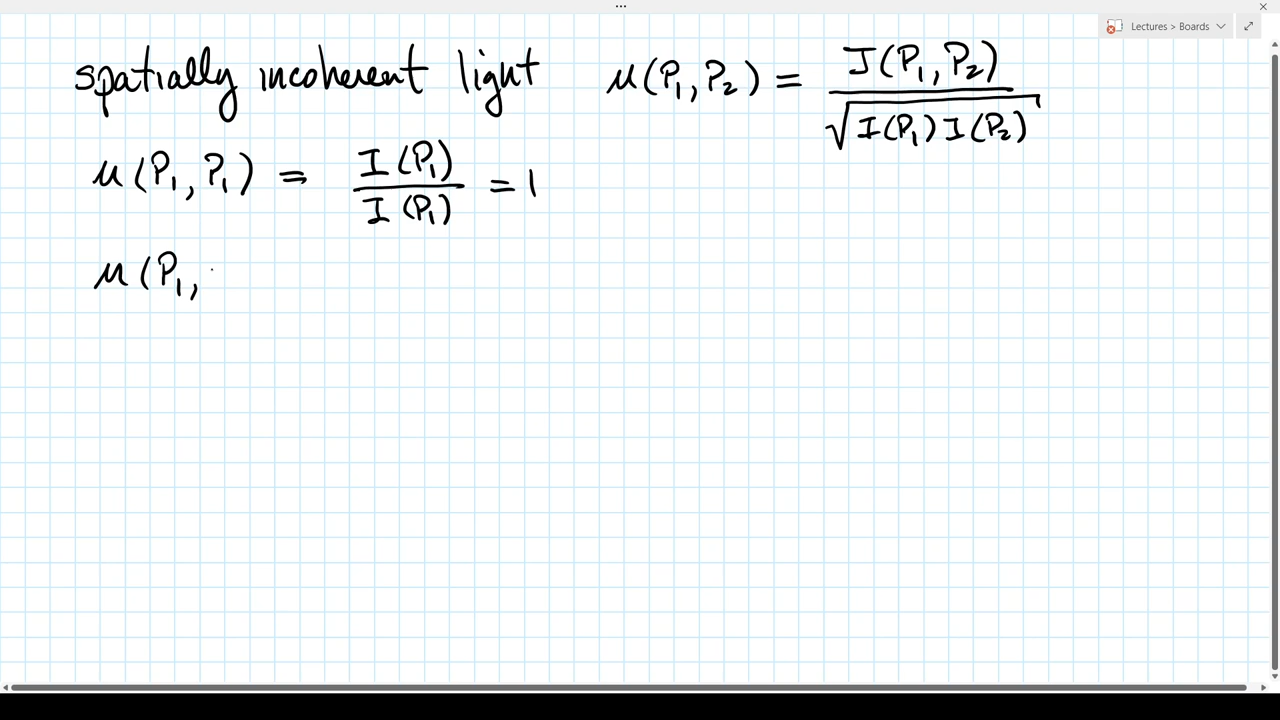 Lectures > Boards
spatially incoherent light μ(P₁, P₂) = J(P₁, P₂) / √(I(P₁) I(P₂))
μ(P₁, P₁) = I(P₁) / I(P₁) = 1
μ(P₁,